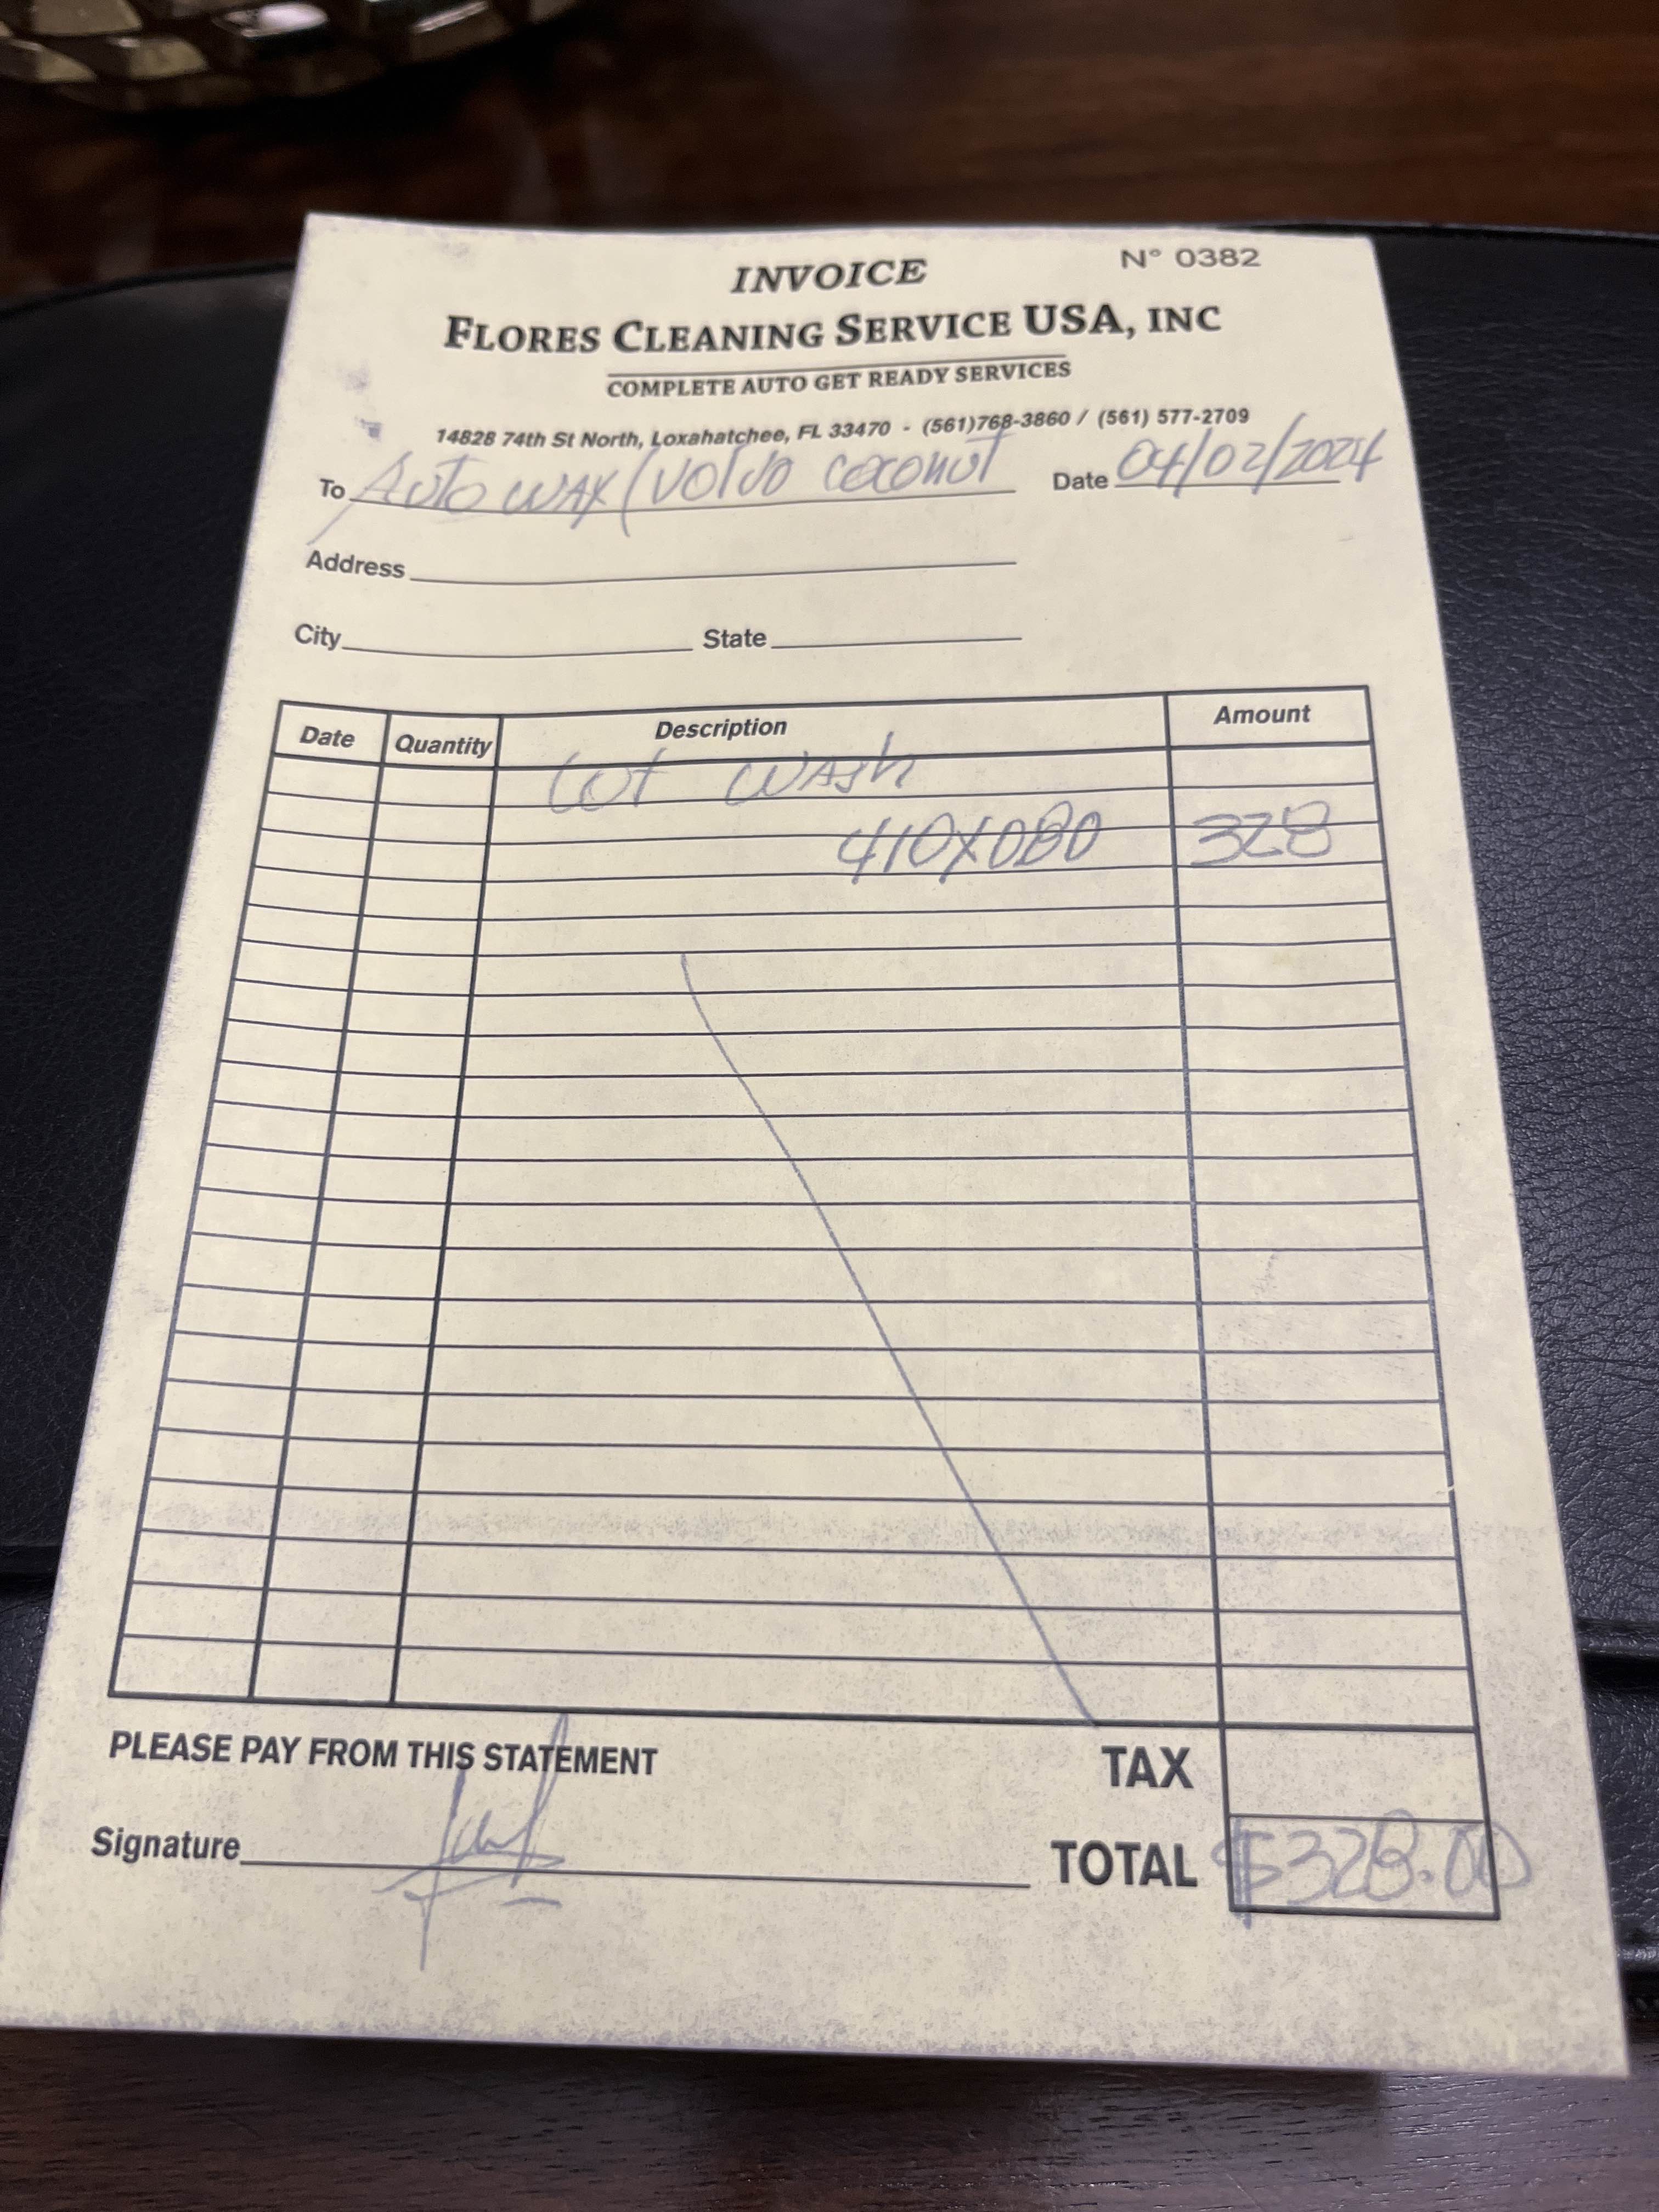 INVOICE
N° 0382
FLORES CLEANING SERVICE USA, INC
COMPLETE AUTO GET READY SERVICES
14828 74th St North, Loxahatchee, FL 33470 - (561)768-3860 / (561) 577-2709
To Auto WAX (VOLVO COCONUT Date 04/02/2024
Address
City State
Date Quantity Description Amount
LOT WASh
410X080 328
PLEASE PAY FROM THIS STATEMENT TAX
Signature TOTAL $328.00